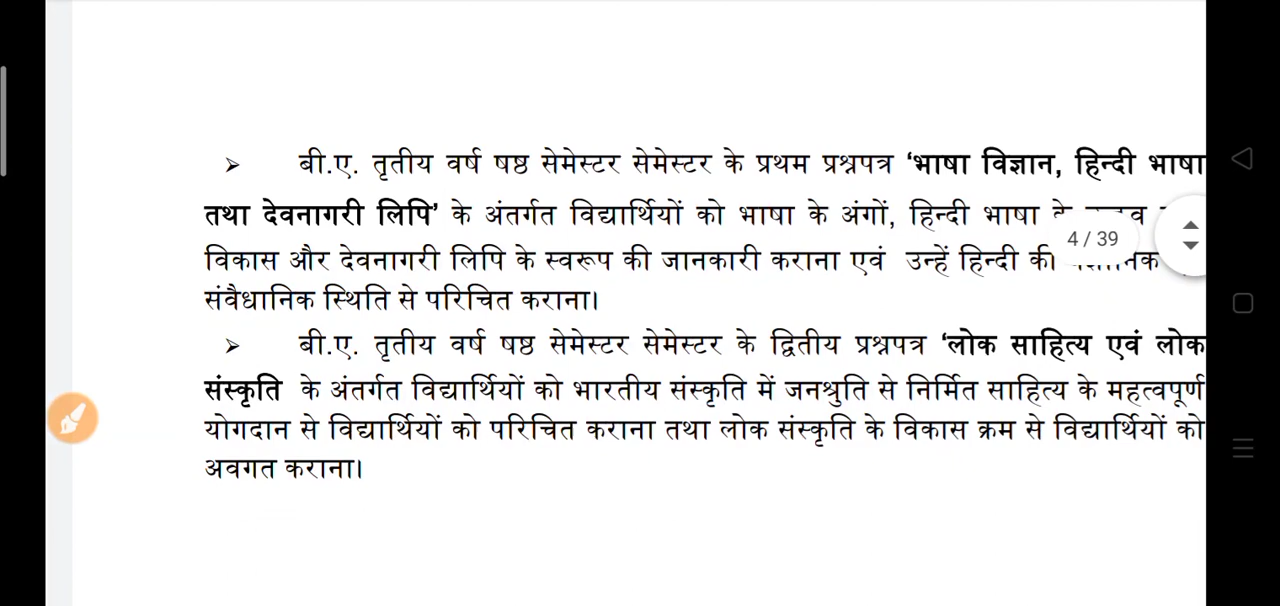 ➢ बी.ए. तृतीय वर्ष षष्ठ सेमेस्टर सेमेस्टर के प्रथम प्रश्नपत्र 'भाषा विज्ञान, हिन्दी भाषा
तथा देवनागरी लिपि' के अंतर्गत विद्यार्थियों को भाषा के अंगों, हिन्दी भाषा के
4 / 39
विकास और देवनागरी लिपि के स्वरूप की जानकारी कराना एवं उन्हें हिन्दी की
संवैधानिक स्थिति से परिचित कराना।
➢ बी.ए. तृतीय वर्ष षष्ठ सेमेस्टर सेमेस्टर के द्वितीय प्रश्नपत्र 'लोक साहित्य एवं लोक
संस्कृति के अंतर्गत विद्यार्थियों को भारतीय संस्कृति में जनश्रुति से निर्मित साहित्य के महत्वपूर्ण
योगदान से विद्यार्थियों को परिचित कराना तथा लोक संस्कृति के विकास क्रम से विद्यार्थियों को
अवगत कराना।